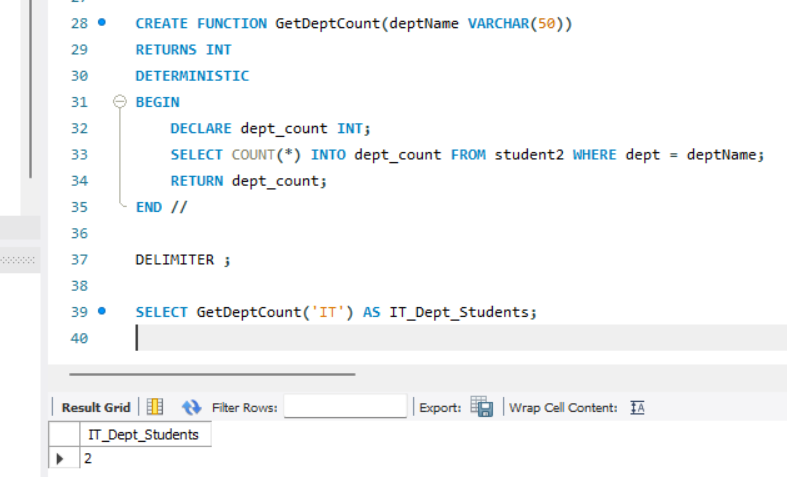 28 CREATE FUNCTION GetDeptCount(deptName VARCHAR(50))
29 RETURNS INT
30 DETERMINISTIC
31 BEGIN
32 DECLARE dept_count INT;
33 SELECT COUNT(*) INTO dept_count FROM student2 WHERE dept = deptName;
34 RETURN dept_count;
35 END //
36
37 DELIMITER ;
38
39 SELECT GetDeptCount('IT') AS IT_Dept_Students;
40
Result Grid Filter Rows: Export: Wrap Cell Content: IA
IT_Dept_Students
2